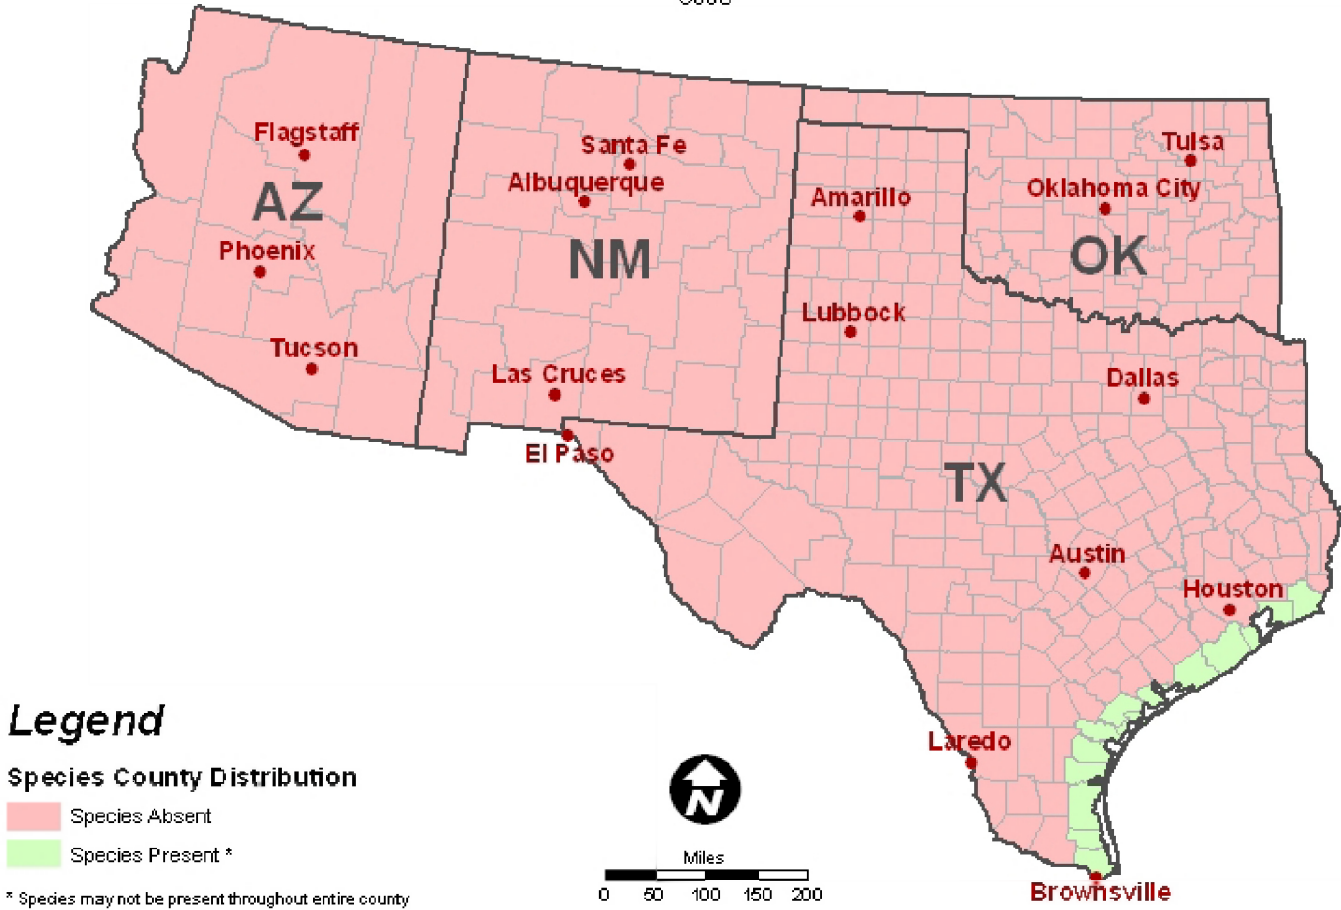 Flagstaff
Santa Fe
Tulsa
Albuquerque
Oklahoma City
Amarillo
AZ
Phoenix
NM
OK
Lubbock
Tucson
Las Cruces
Dallas
El Paso
TX
Austin
Houston
Legend
Laredo
Species County Distribution
Species Absent
Species Present *
N
Miles
0 50 100 150 200
* Species may not be present throughout entire county
Brownsville